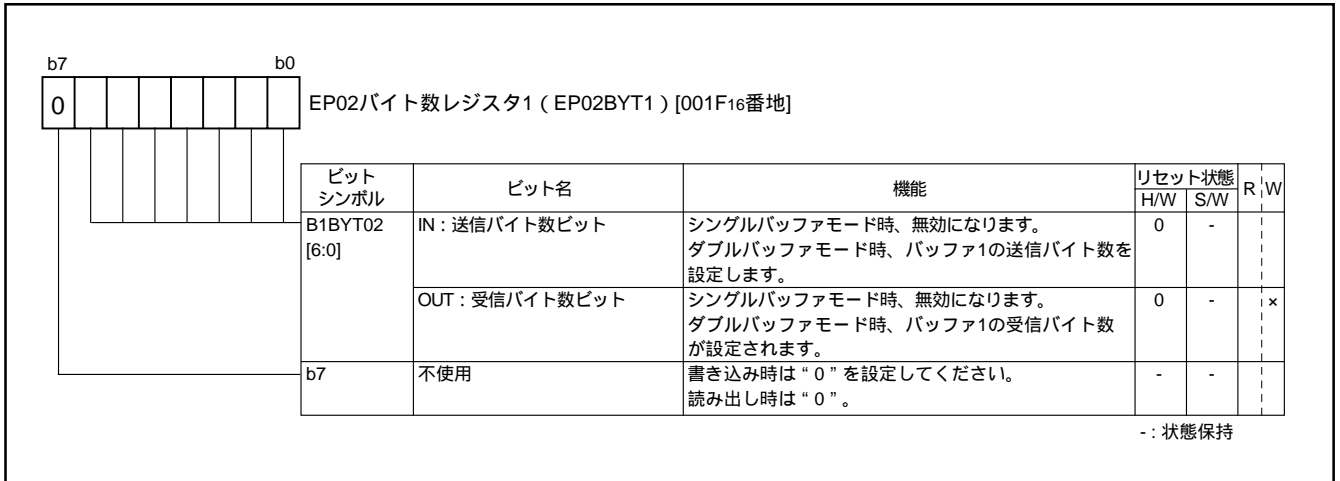 b7 b0
0
EP02バイト数レジスタ1（EP02BYT1）[001F16番地]
ビット
シンボル
ビット名
機能
リセット状態
H/W S/W
R W
B1BYT02
[6:0]
IN：送信バイト数ビット
シングルバッファモード時、無効になります。
ダブルバッファモード時、バッファ1の送信バイト数を
設定します。
0 -
OUT：受信バイト数ビット
シングルバッファモード時、無効になります。
ダブルバッファモード時、バッファ1の受信バイト数
が設定されます。
0 - ×
b7
不使用
書き込み時は“0”を設定してください。
読み出し時は“0”。
- -
-：状態保持